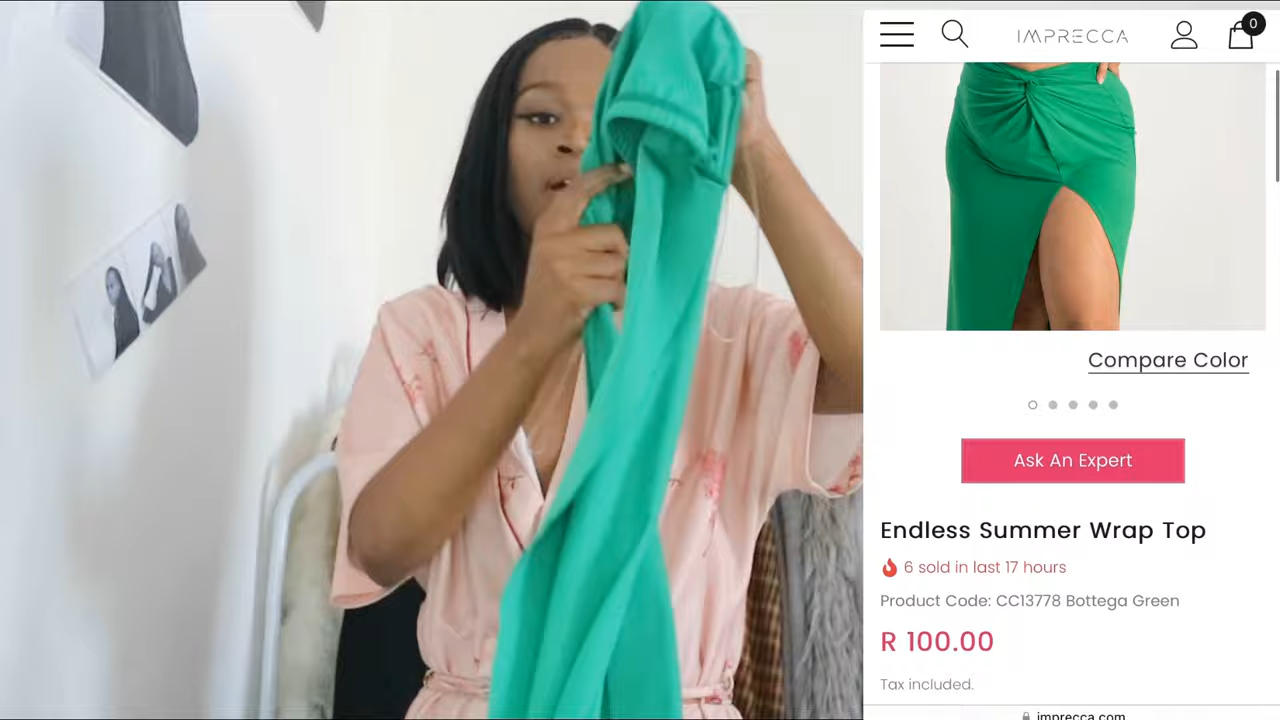 IMPRECCA
0
Compare Color
Ask An Expert
Endless Summer Wrap Top
6 sold in last 17 hours
Product Code: CC13778 Bottega Green
R 100.00
Tax included.
imprecca.com